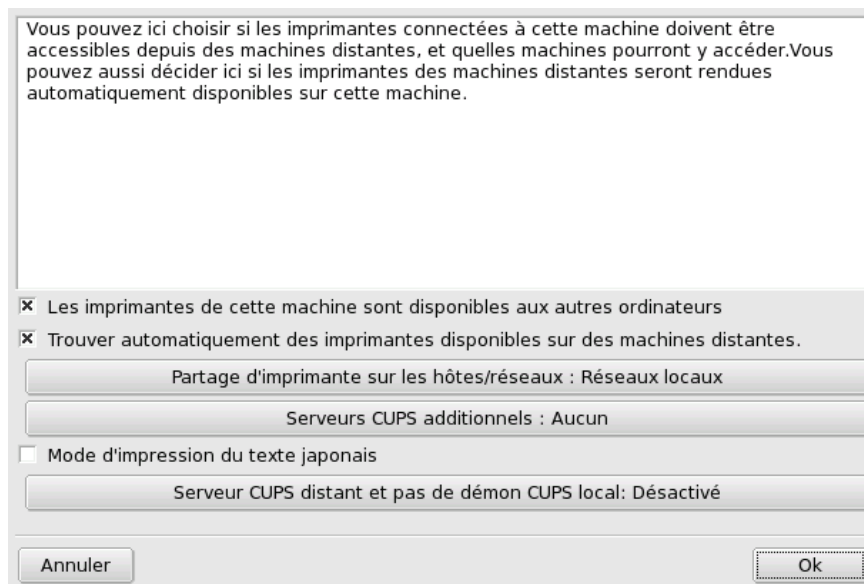 Vous pouvez ici choisir si les imprimantes connectées à cette machine doivent être
accessibles depuis des machines distantes, et quelles machines pourront y accéder.Vous
pouvez aussi décider ici si les imprimantes des machines distantes seront rendues
automatiquement disponibles sur cette machine.
Les imprimantes de cette machine sont disponibles aux autres ordinateurs
Trouver automatiquement des imprimantes disponibles sur des machines distantes.
Partage d'imprimante sur les hôtes/réseaux : Réseaux locaux
Serveurs CUPS additionnels : Aucun
Mode d'impression du texte japonais
Serveur CUPS distant et pas de démon CUPS local: Désactivé
Annuler
Ok